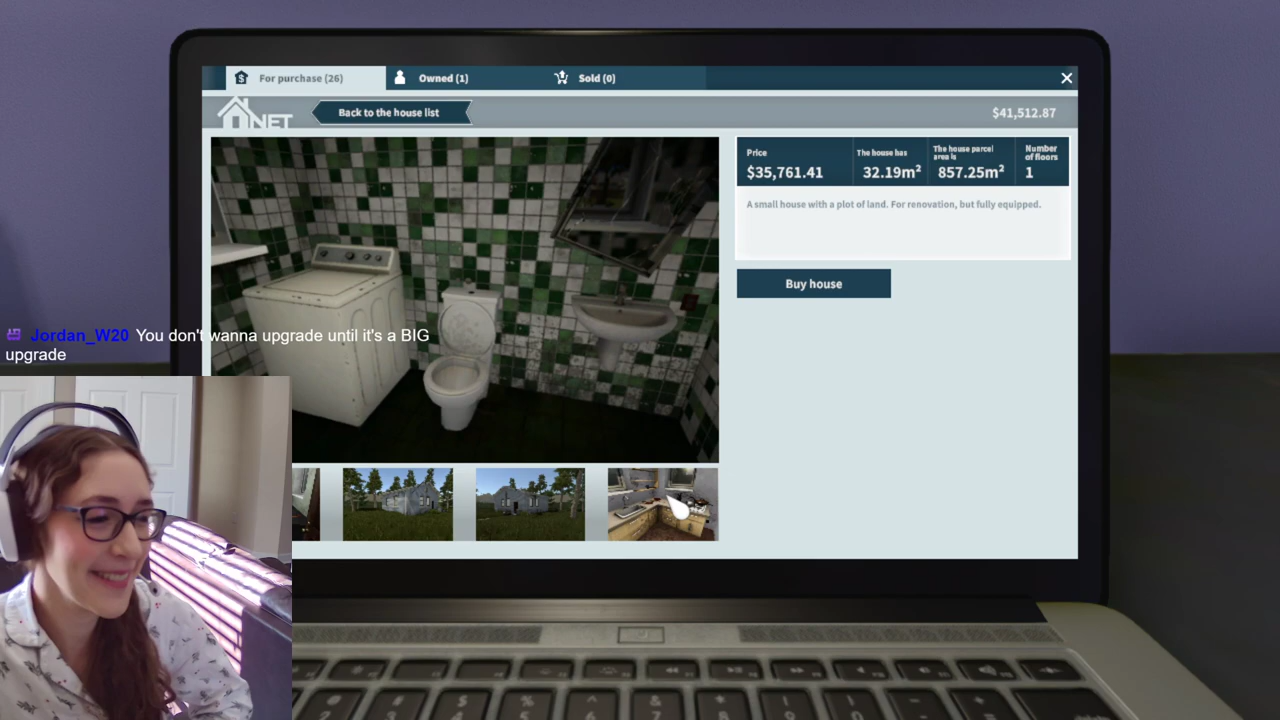 For purchase (26)
Owned (1)
Sold (0)
NET
Back to the house list
$41,512.87
Price
$35,761.41
The house has
32.19m²
The house parcel
area is
857.25m²
Number
of floors
1
A small house with a plot of land. For renovation, but fully equipped.
Buy house
Jordan_W20 You don't wanna upgrade until it's a BIG
upgrade